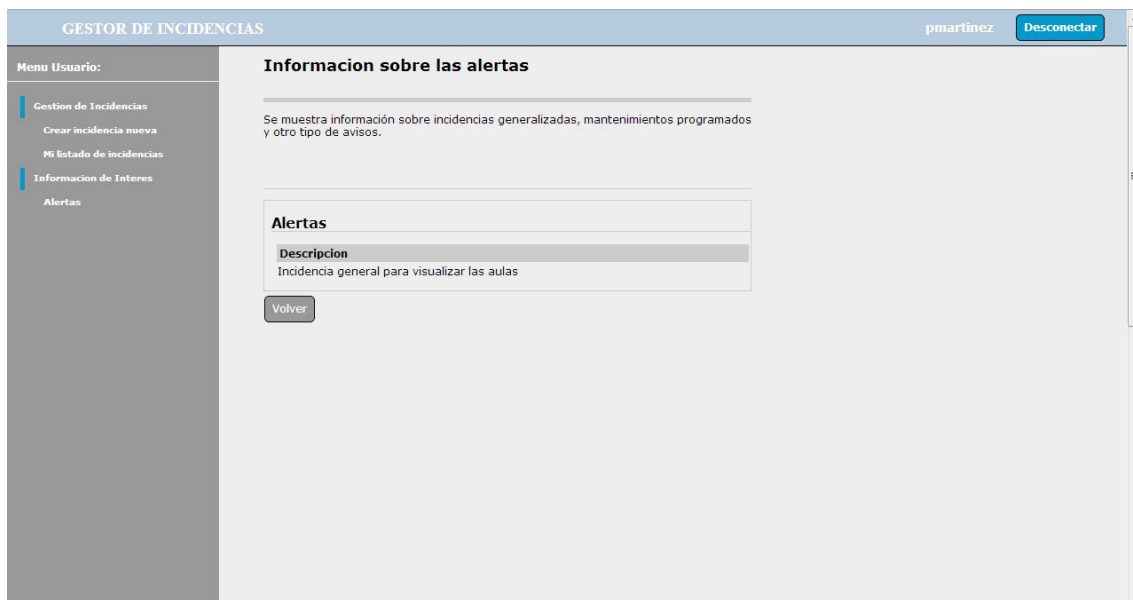 GESTOR DE INCIDENCIAS
pmartinez
Desconectar
Menu Usuario:
Gestion de Incidencias
Crear incidencia nueva
Mi listado de incidencias
Informacion de Interes
Alertas
Informacion sobre las alertas
Se muestra información sobre incidencias generalizadas, mantenimientos programados
y otro tipo de avisos.
Alertas
Descripcion
Incidencia general para visualizar las aulas
Volver